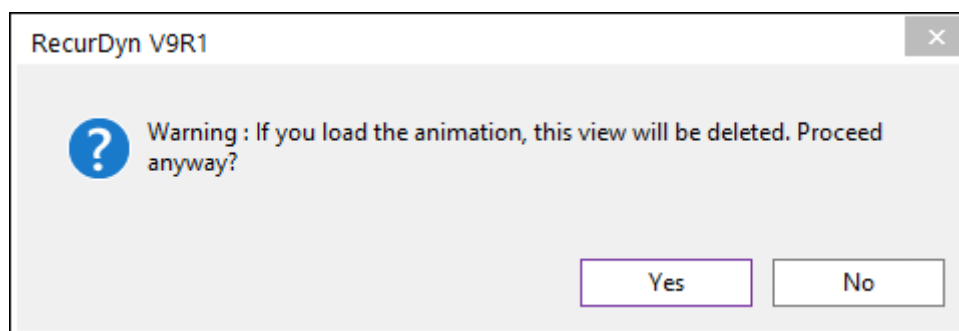 RecurDyn V9R1
Warning : If you load the animation, this view will be deleted. Proceed
anyway?
Yes
No